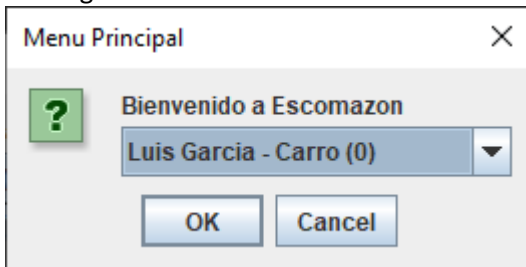 Menu Principal
Bienvenido a Escomazon
Luis Garcia - Carro (0)
OK
Cancel